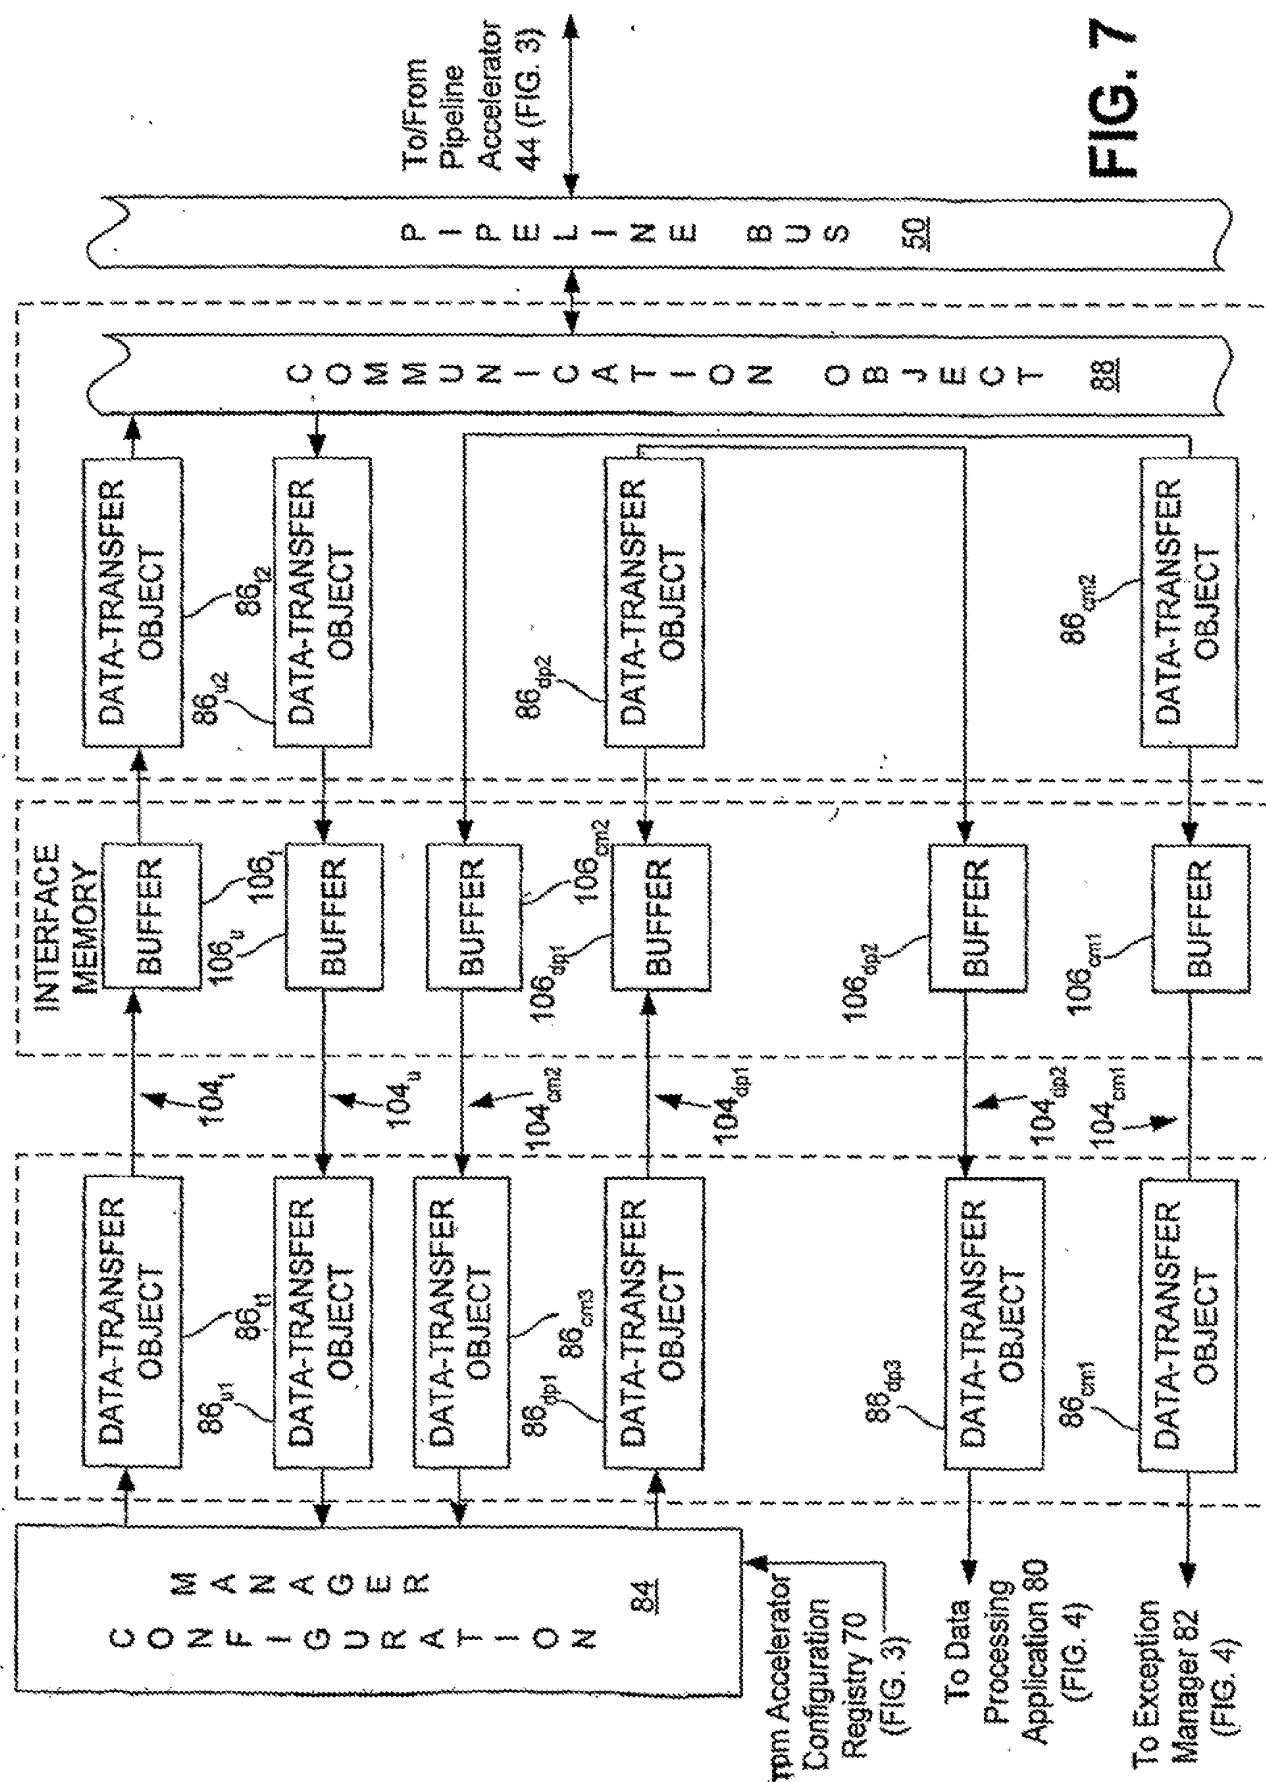 To/From
Pipeline
Accelerator
44 (FIG. 3)
FIG. 7
PIPELINE BUS
50
COMMUNICATION OBJECT
88
DATA-TRANSFER
OBJECT
86t2
86u2
DATA-TRANSFER
OBJECT
86dp2
DATA-TRANSFER
OBJECT
86cm2
DATA-TRANSFER
OBJECT
INTERFACE
MEMORY
BUFFER
106t
106u
BUFFER
BUFFER
106cm2
106dp1
BUFFER
106dp2
BUFFER
106cm1
BUFFER
104t
104u
104cm2
104dp1
104dp2
104cm1
DATA-TRANSFER
OBJECT
86t1
86u1
DATA-TRANSFER
OBJECT
DATA-TRANSFER
OBJECT
86cm3
86dp1
DATA-TRANSFER
OBJECT
86dp3
DATA-TRANSFER
OBJECT
86cm1
DATA-TRANSFER
OBJECT
CONFIGURATION
MANAGER
84
Accelerator
Configuration
Registry 70
(FIG. 3)
To Data
Processing
Application 80
(FIG. 4)
To Exception
Manager 82
(FIG. 4)